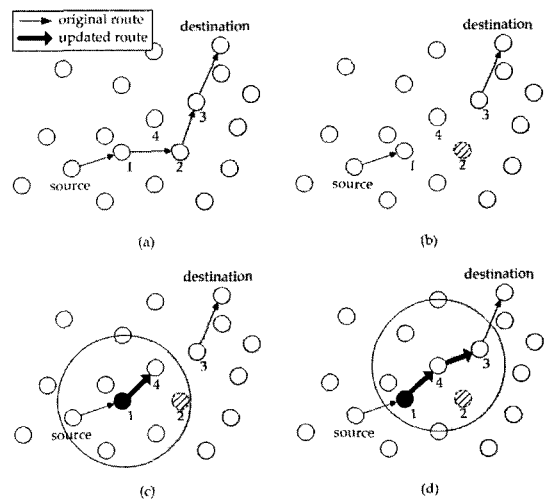 original route
updated route
destination
4
3
1
2
source
(a)
destination
4
3
1
2
source
(b)
destination
4
3
1
2
source
(c)
destination
4
3
1
2
source
(d)